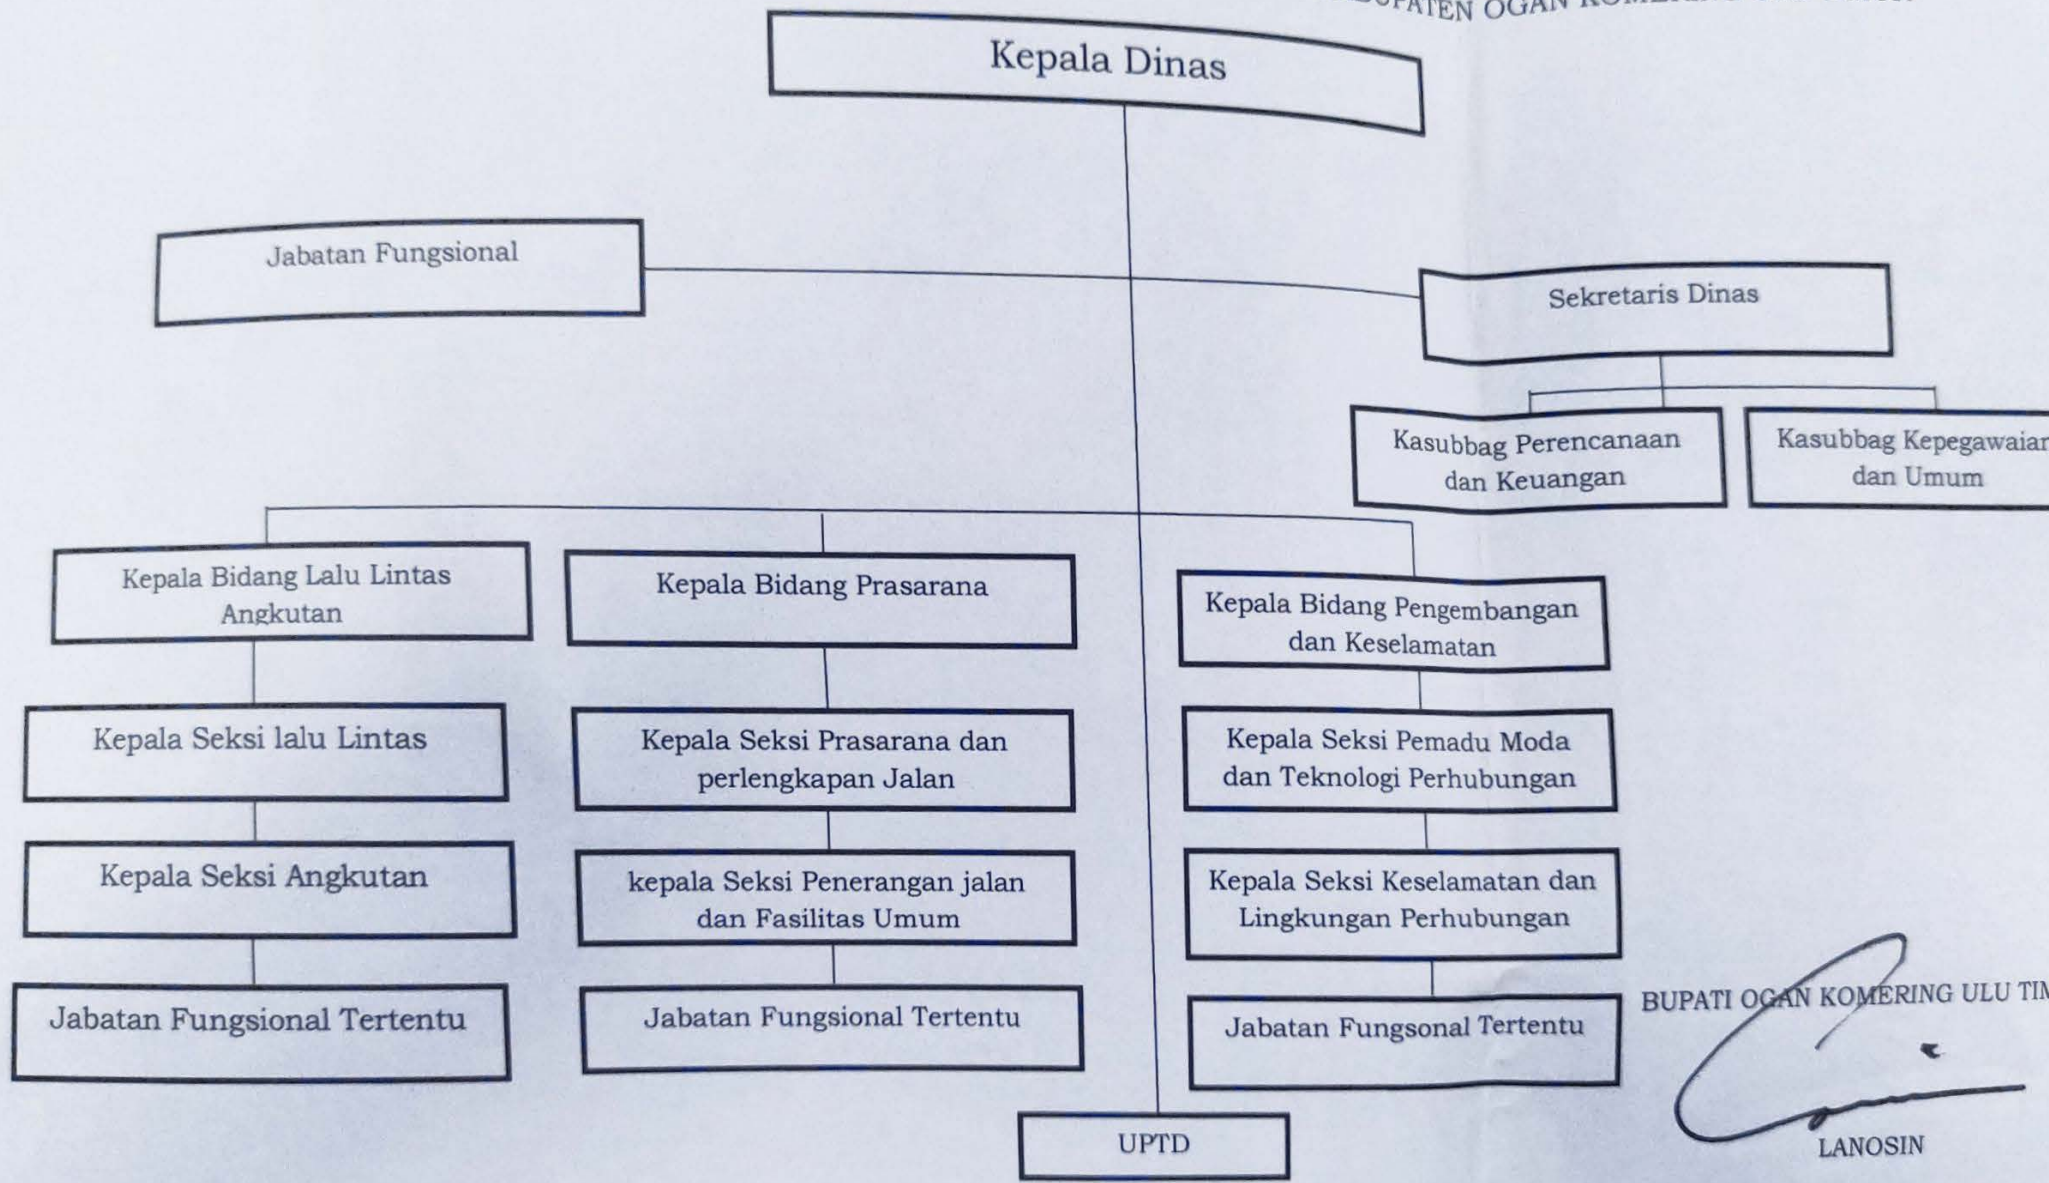 OGAN
Kepala Dinas
Jabatan Fungsional
Sekretaris Dinas
Kasubbag Perencanaan
dan Keuangan
Kasubbag Kepegawaian
dan Umum
Kepala Bidang Lalu Lintas
Angkutan
Kepala Bidang Prasarana
Kepala Bidang Pengembangan
dan Keselamatan
Kepala Seksi lalu Lintas
Kepala Seksi Prasarana dan
perlengkapan Jalan
Kepala Seksi Pemadu Moda
dan Teknologi Perhubungan
Kepala Seksi Angkutan
kepala Seksi Penerangan jalan
dan Fasilitas Umum
Kepala Seksi Keselamatan dan
Lingkungan Perhubungan
Jabatan Fungsional Tertentu
Jabatan Fungsional Tertentu
Jabatan Fungsonal Tertentu
UPTD
BUPATI OGAN KOMERING ULU TIM
LANOSIN